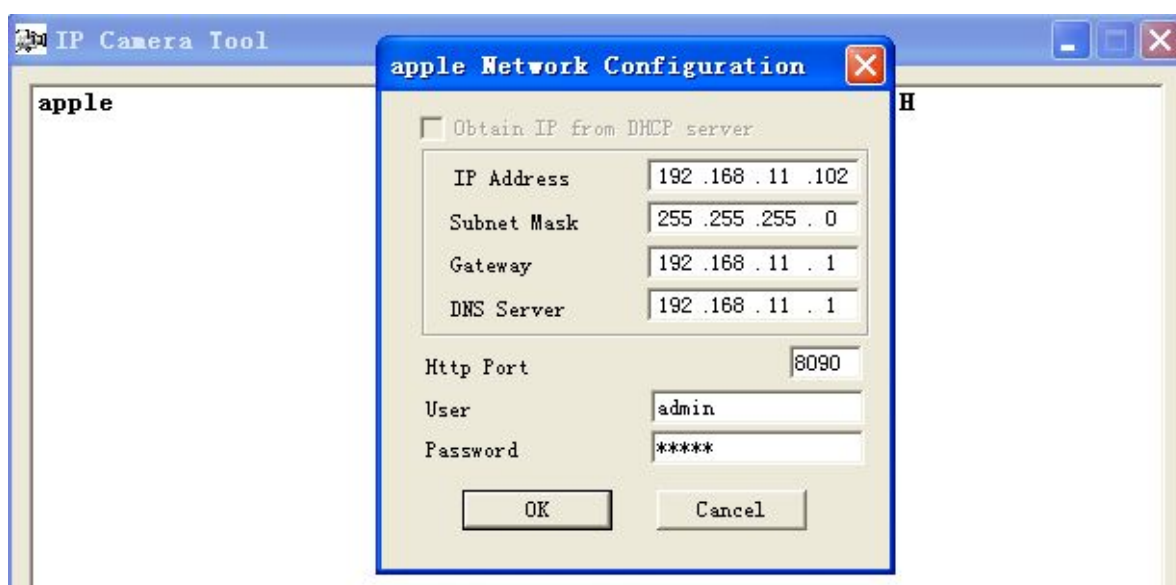 IP Camera Tool
apple Network Configuration
apple
H
Obtain IP from DHCP server
IP Address 192 .168 . 11 .102
Subnet Mask 255 .255 .255 . 0
Gateway 192 .168 . 11 . 1
DNS Server 192 .168 . 11 . 1
Http Port 8090
User admin
Password *****
OK Cancel